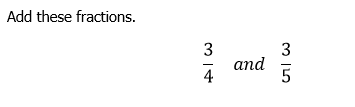 Add these fractions.
3/4 and 3/5